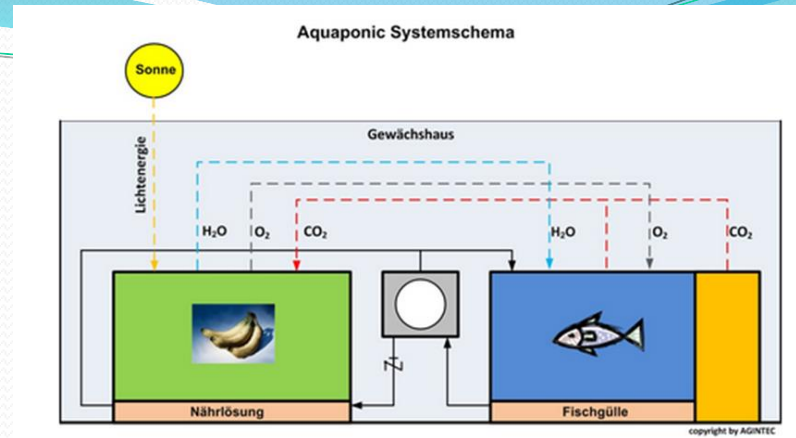 Aquaponic Systemschema
Sonne
Gewächshaus
Lichtenergie
H₂O O₂ CO₂ H₂O O₂ CO₂
Nährlösung Fischgülle
copyright by AGINTEC